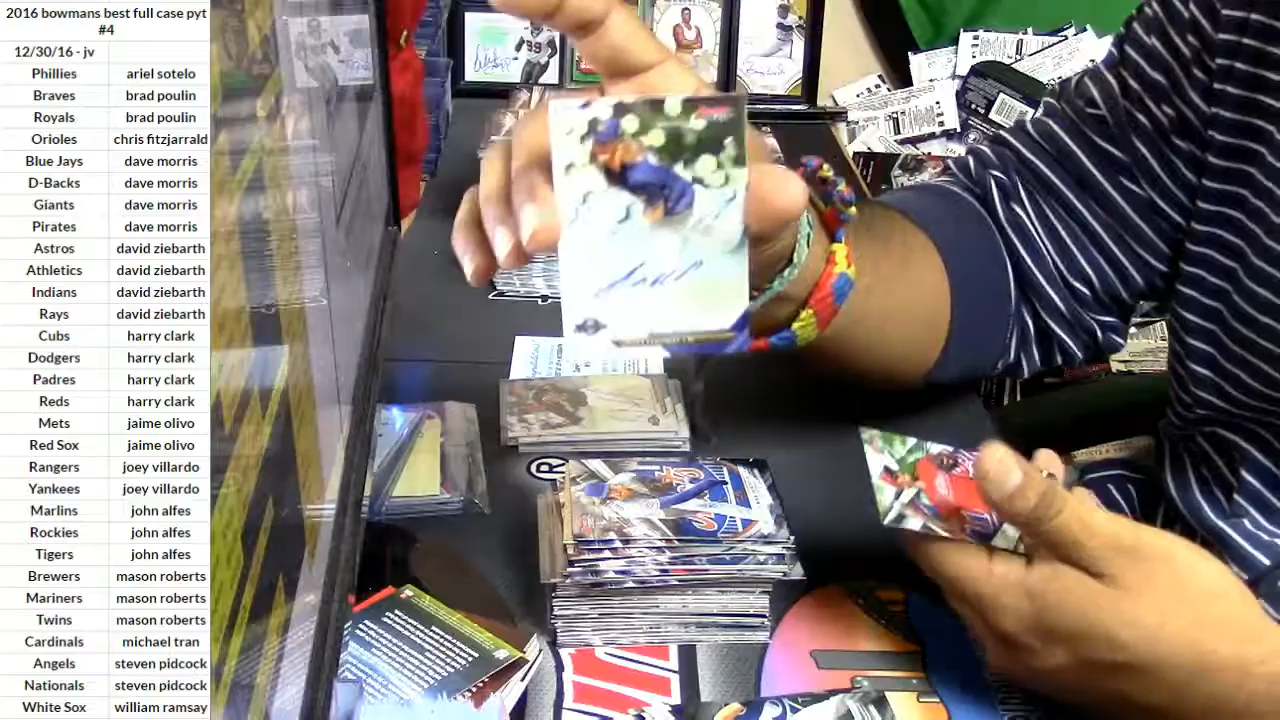 2016 bowmans best full case pyt
#4
12/30/16 - jv
Phillies ariel sotelo
Braves brad poulin
Royals brad poulin
Orioles chris fitzjarrald
Blue Jays dave morris
D-Backs dave morris
Giants dave morris
Pirates dave morris
Astros david ziebarth
Athletics david ziebarth
Indians david ziebarth
Rays david ziebarth
Cubs harry clark
Dodgers harry clark
Padres harry clark
Reds harry clark
Mets jaime olivo
Red Sox jaime olivo
Rangers joey villardo
Yankees joey villardo
Marlins john alfes
Rockies john alfes
Tigers john alfes
Brewers mason roberts
Mariners mason roberts
Twins mason roberts
Cardinals michael tran
Angels steven pidcock
Nationals steven pidcock
White Sox william ramsay
99
®